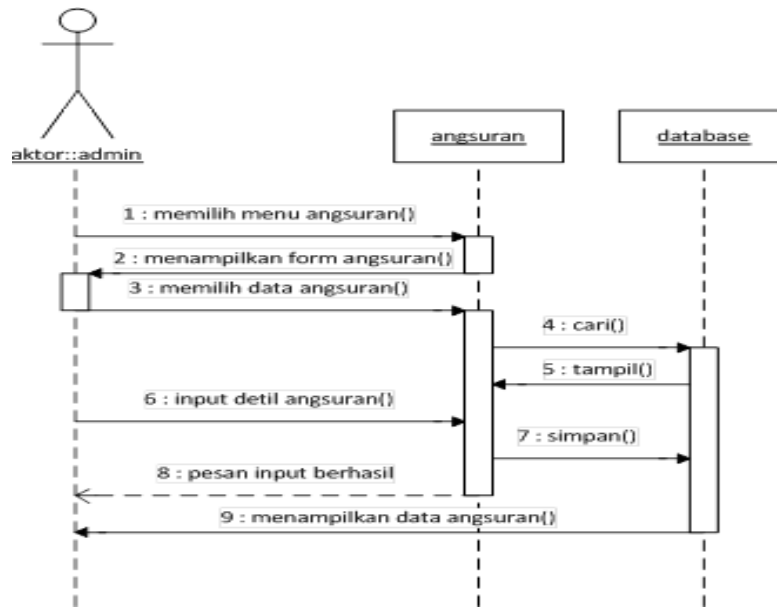 aktor::admin
angsuran
database
1 : memilih menu angsuran()
2 : menampilkan form angsuran()
3 : memilih data angsuran()
4 : cari()
5 : tampil()
6 : input detil angsuran()
7 : simpan()
8 : pesan input berhasil
9 : menampilkan data angsuran()